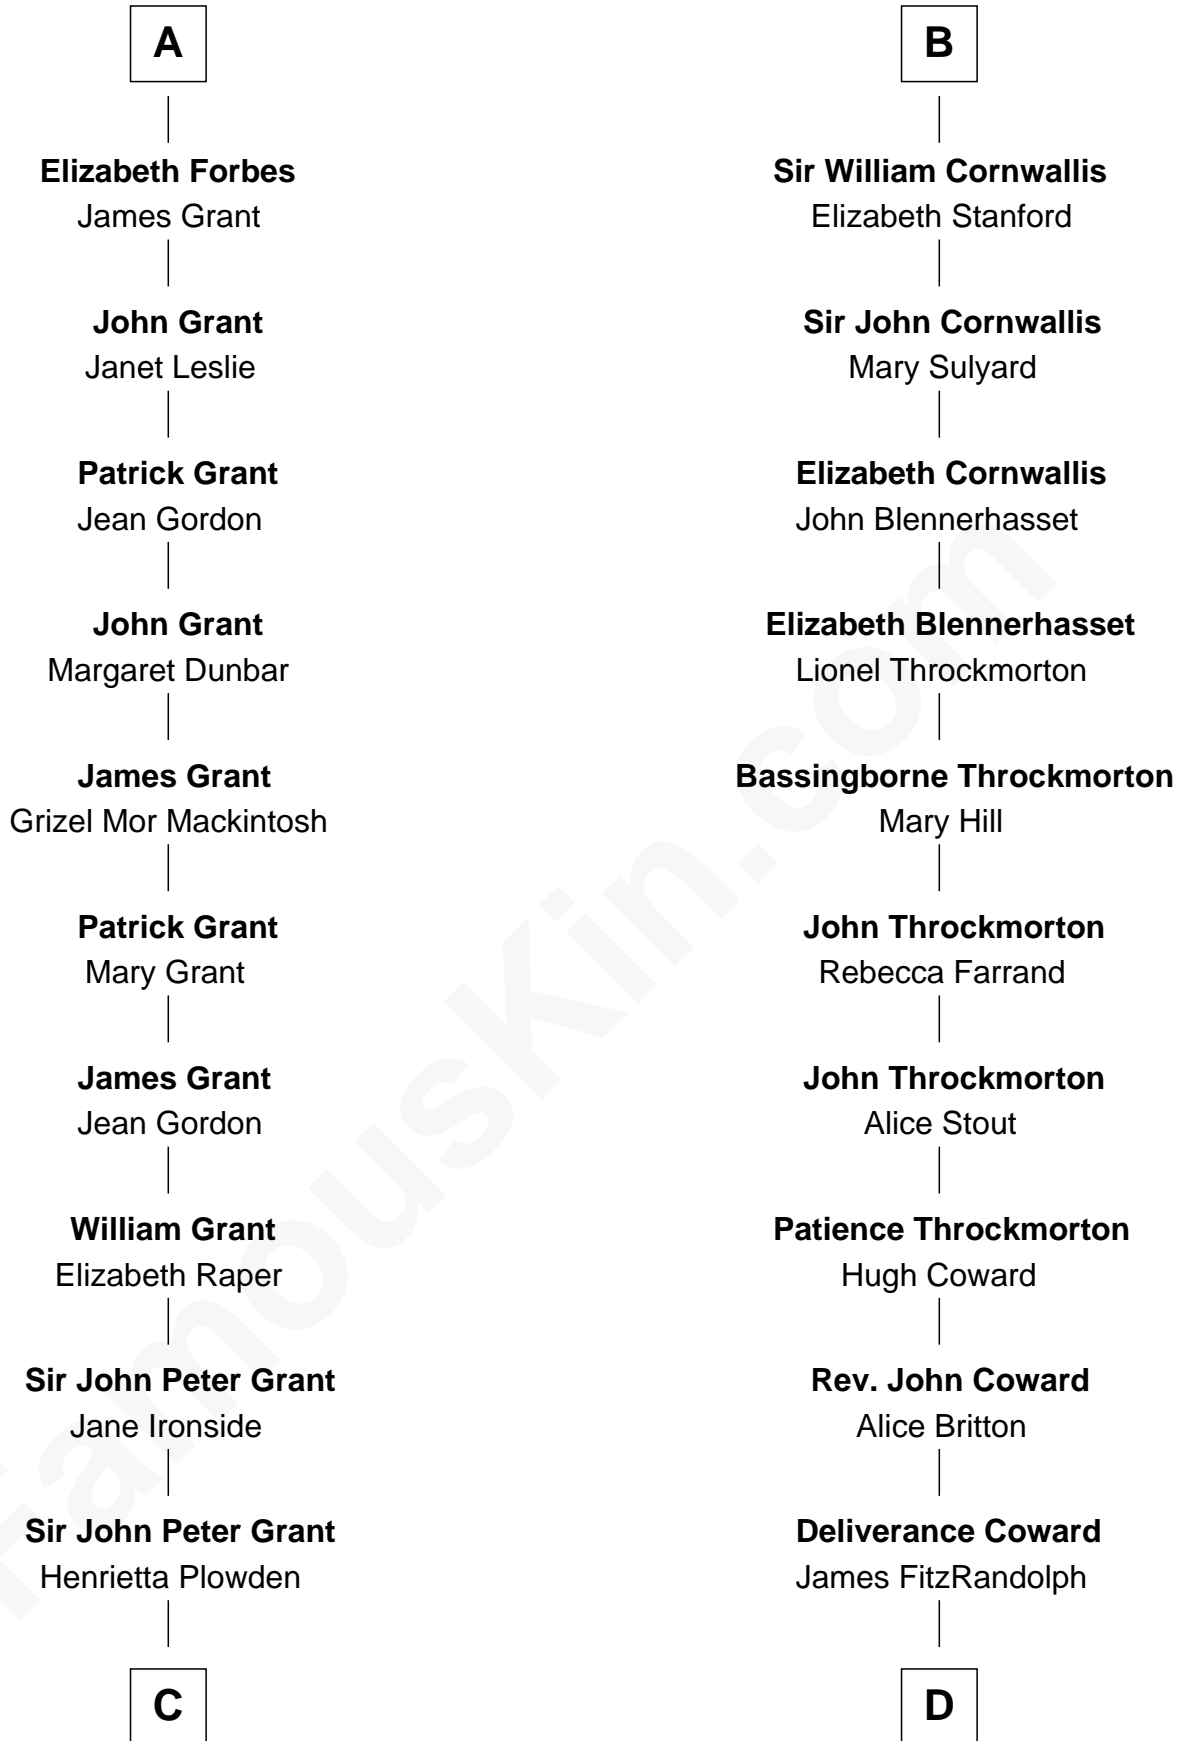 A
Elizabeth Forbes
James Grant
John Grant
Janet Leslie
Patrick Grant
Jean Gordon
John Grant
Margaret Dunbar
James Grant
Grizel Mor Mackintosh
Patrick Grant
Mary Grant
James Grant
Jean Gordon
William Grant
Elizabeth Raper
Sir John Peter Grant
Jane Ironside
Sir John Peter Grant
Henrietta Plowden
C
B
Sir William Cornwallis
Elizabeth Stanford
Sir John Cornwallis
Mary Sulyard
Elizabeth Cornwallis
John Blennerhasset
Elizabeth Blennerhasset
Lionel Throckmorton
Bassingborne Throckmorton
Mary Hill
John Throckmorton
Rebecca Farrand
John Throckmorton
Alice Stout
Patience Throckmorton
Hugh Coward
Rev. John Coward
Alice Britton
Deliverance Coward
James FitzRandolph
D
FamousKin.com